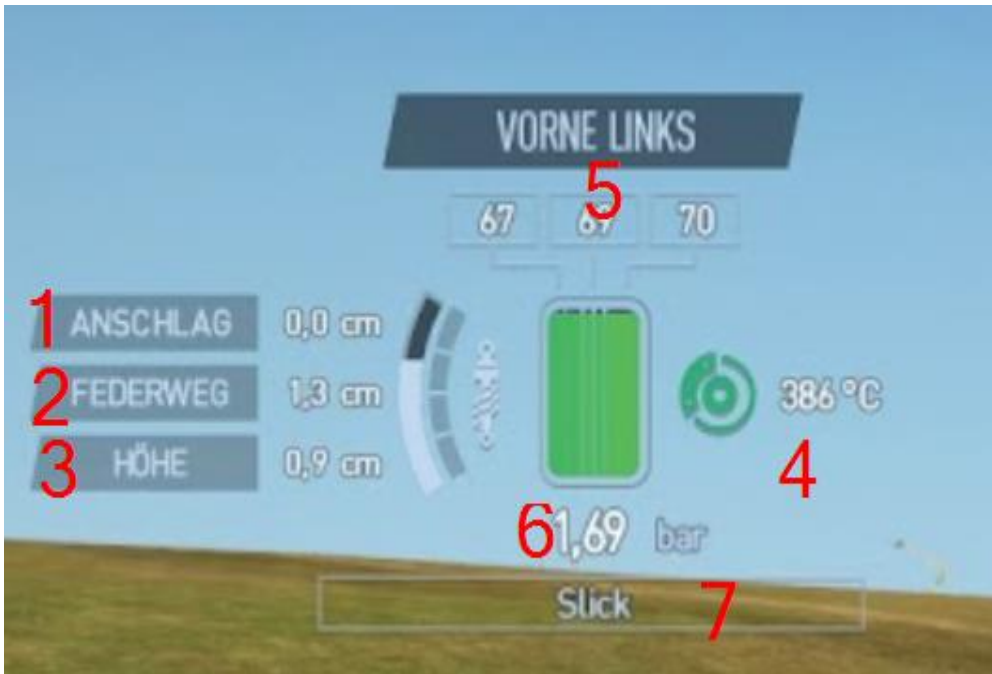 VORNE LINKS
5
67 69 70
1 ANSCHLAG 0,0 cm
2 FEDERWEG 1,3 cm
386 °C
3 HÖHE 0,9 cm
4
6 1,69 bar
Slick 7